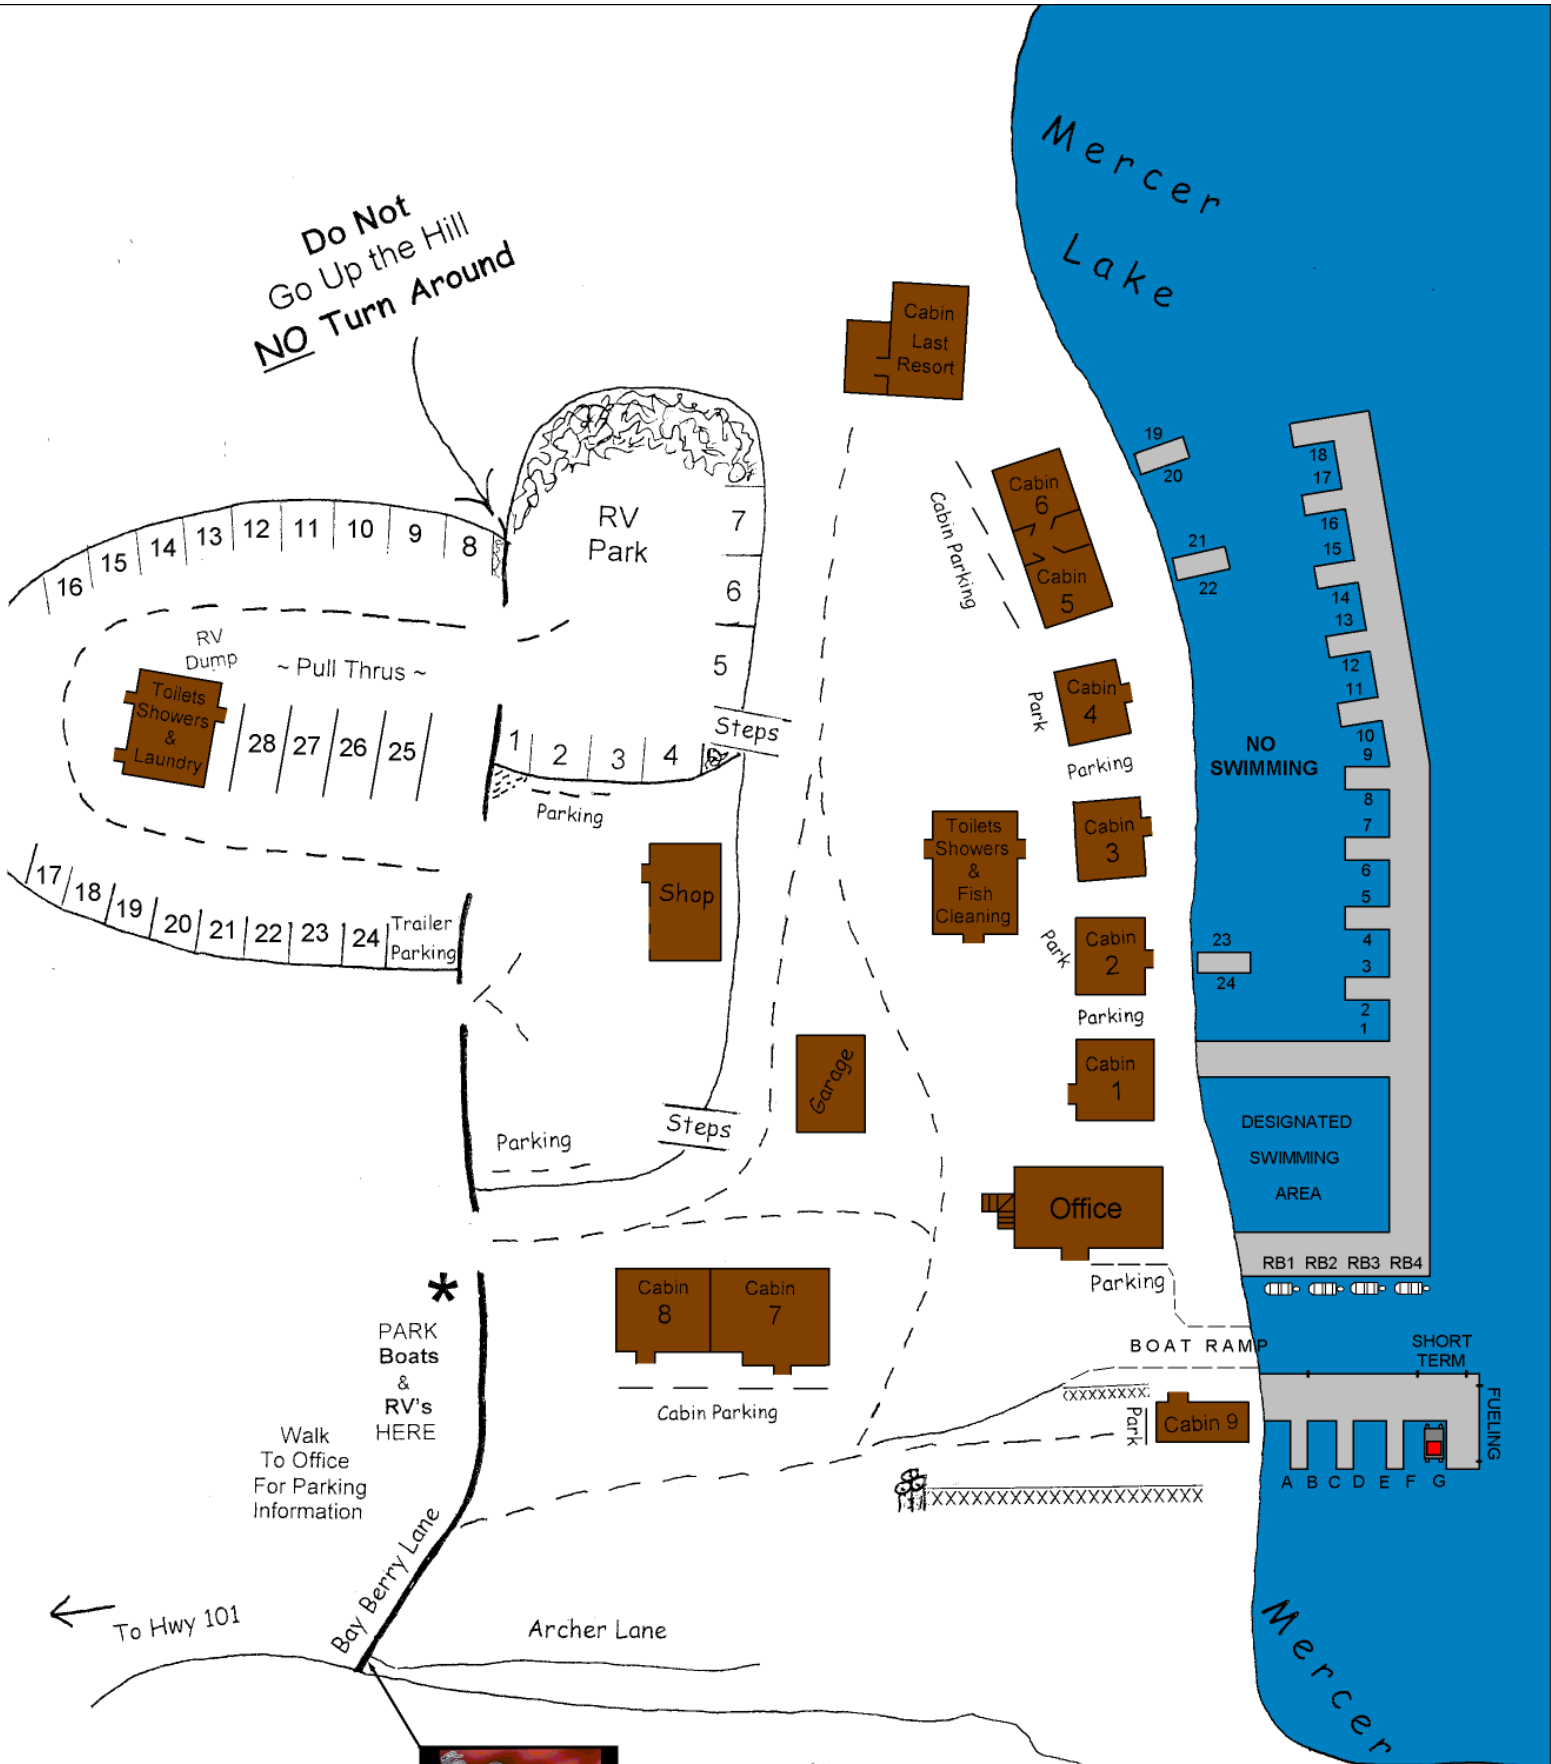 Mercer
Lake
Do Not
Go Up the Hill
NO Turn Around
Cabin
Last
Resort
19
20
18
17
16
15
14
13
12
11
10
9
8
7
6
5
4
3
2
1
21
22
23
24
NO
SWIMMING
Cabin
6
Cabin
5
Cabin Parking
Cabin
4
Park
Parking
Cabin
3
Toilets
Showers
&
Fish
Cleaning
Cabin
2
Park
Parking
Cabin
1
RV
Park
7
6
5
Steps
1
2
3
4
Parking
16
15
14
13
12
11
10
9
8
RV
Dump
~ Pull Thrus ~
Toilets
Showers
&
Laundry
28
27
26
25
17
18
19
20
21
22
23
24
Trailer
Parking
Shop
Garage
Steps
Parking
DESIGNATED
SWIMMING
AREA
Office
Parking
RB1 RB2 RB3 RB4
BOAT RAMP
SHORT
TERM
FUELING
A B C D E F G
Cabin 9
Park
XXXXXXXXX
XXXXXXXXXXXXXXXXXXXX
Cabin
8
Cabin
7
Cabin Parking
*
PARK
Boats
&
RV's
HERE
Walk
To Office
For Parking
Information
Bay Berry Lane
To Hwy 101
Archer Lane
Mercer